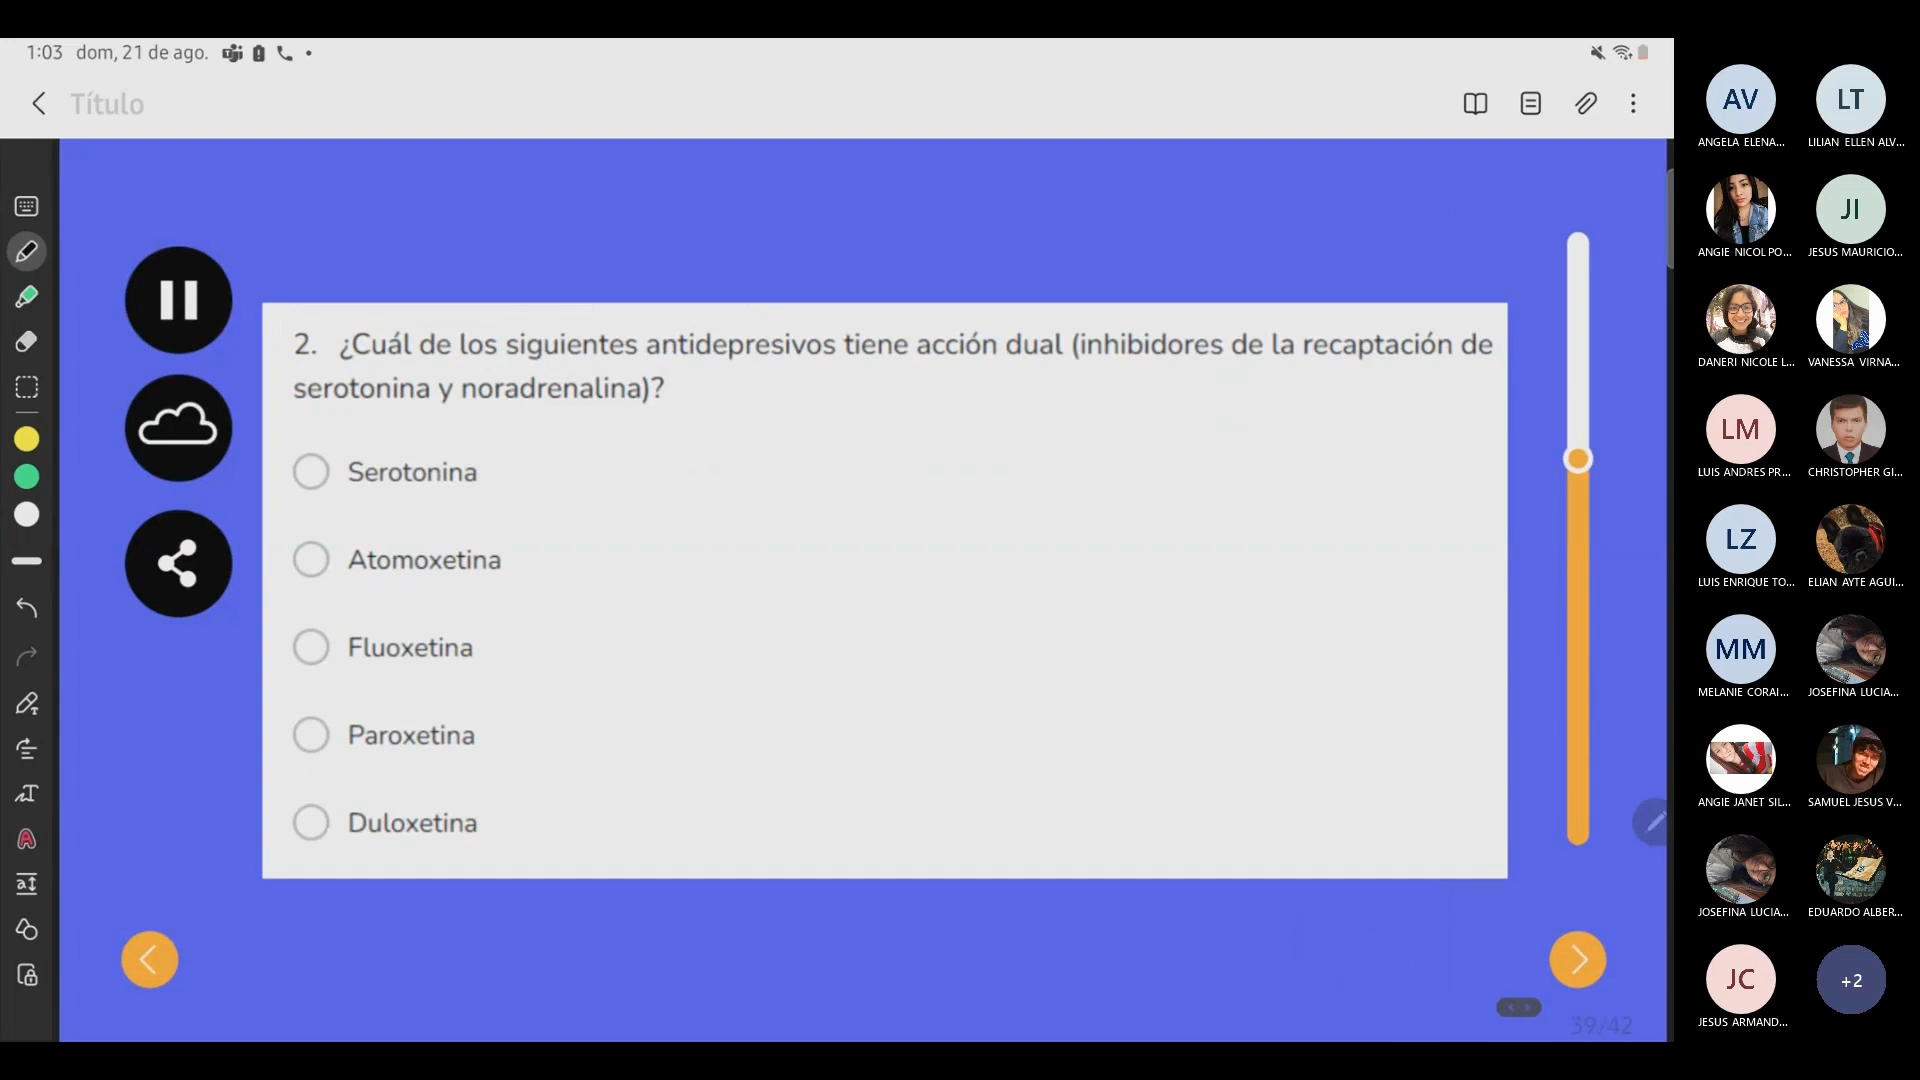 1:03 dom, 21 de ago.
Título
2. ¿Cuál de los siguientes antidepresivos tiene acción dual (inhibidores de la recaptación de
serotonina y noradrenalina)?
Serotonina
Atomoxetina
Fluoxetina
Paroxetina
Duloxetina
39/42
AV
ANGELA ELENA...
LT
LILIAN ELLEN ALV...
ANGIE NICOL PO...
JI
JESUS MAURICIO...
DANERI NICOLE L...
VANESSA VIRNA...
LM
LUIS ANDRES PR...
CHRISTOPHER GI...
LZ
LUIS ENRIQUE TO...
ELIAN AYTE AGUI...
MM
MELANIE CORAI...
JOSEFINA LUCIA...
ANGIE JANET SIL...
SAMUEL JESUS V...
JOSEFINA LUCIA...
EDUARDO ALBER...
JC
JESUS ARMAND...
+2